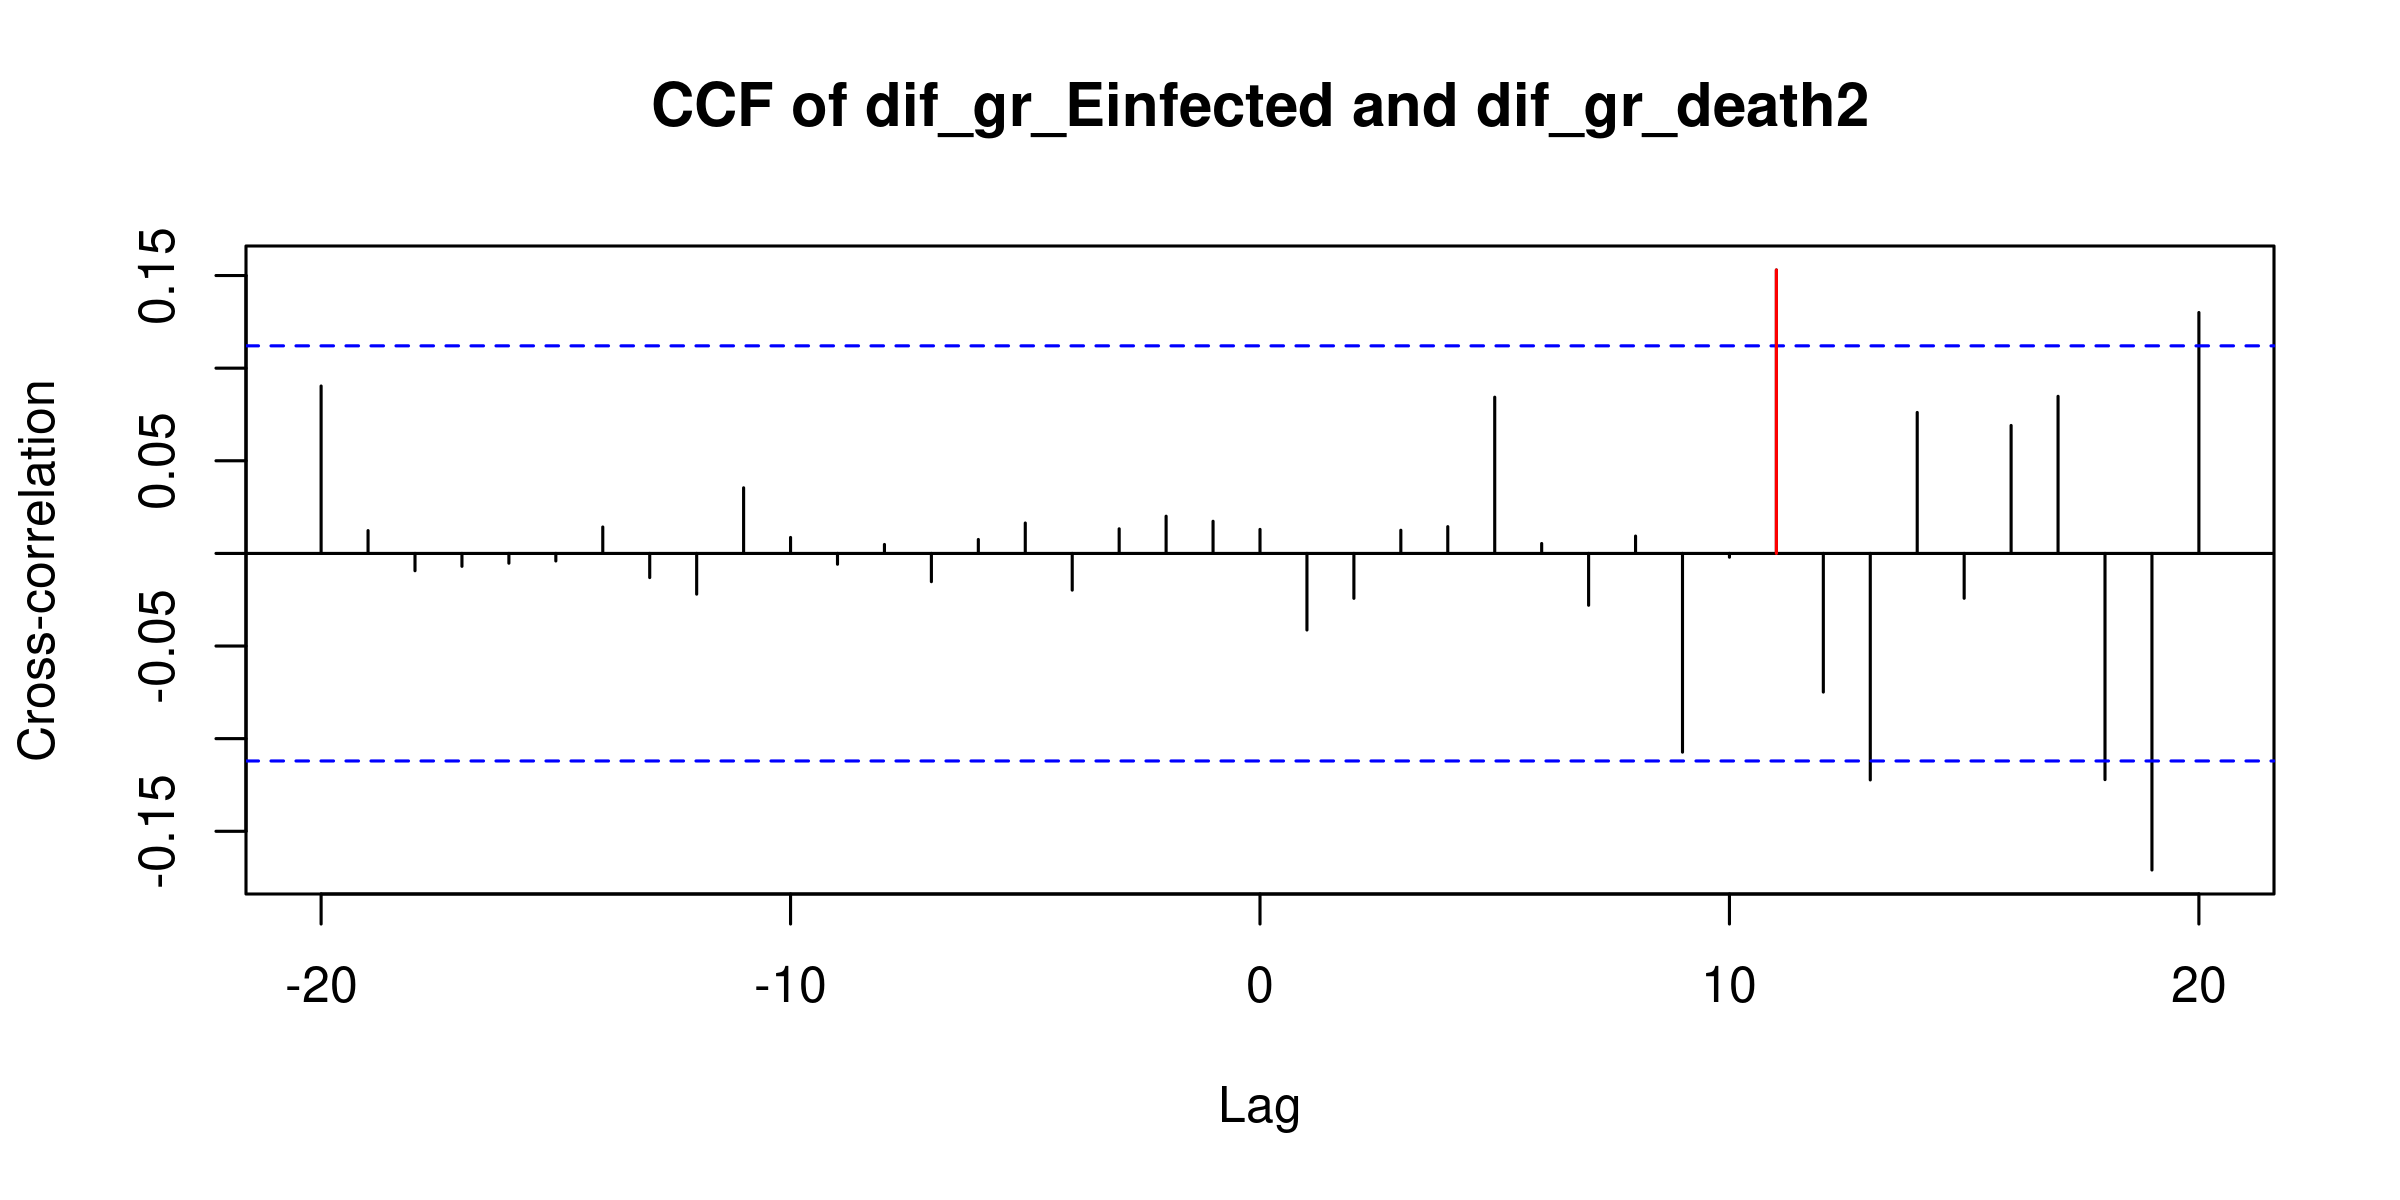 CCF of dif_gr_Einfected and dif_gr_death2
Cross-correlation
0.15
0.05
-0.05
-0.15
-20 -10 0 10 20
Lag